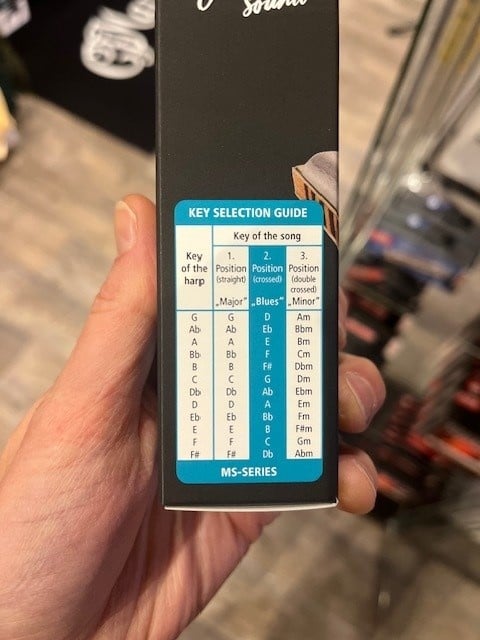 Sound
KEY SELECTION GUIDE
Key of the harp
Key of the song
1. Position (straight) „Major"
2. Position (crossed) „Blues"
3. Position (double crossed) „Minor"
G G D Am
Ab Ab Eb Bbm
A A E Bm
Bb Bb F Cm
B B F# Dbm
C C G Dm
Db Db Ab Ebm
D D A Em
Eb Eb Bb Fm
E E B F#m
F F C Gm
F# F# Db Abm
MS-SERIES